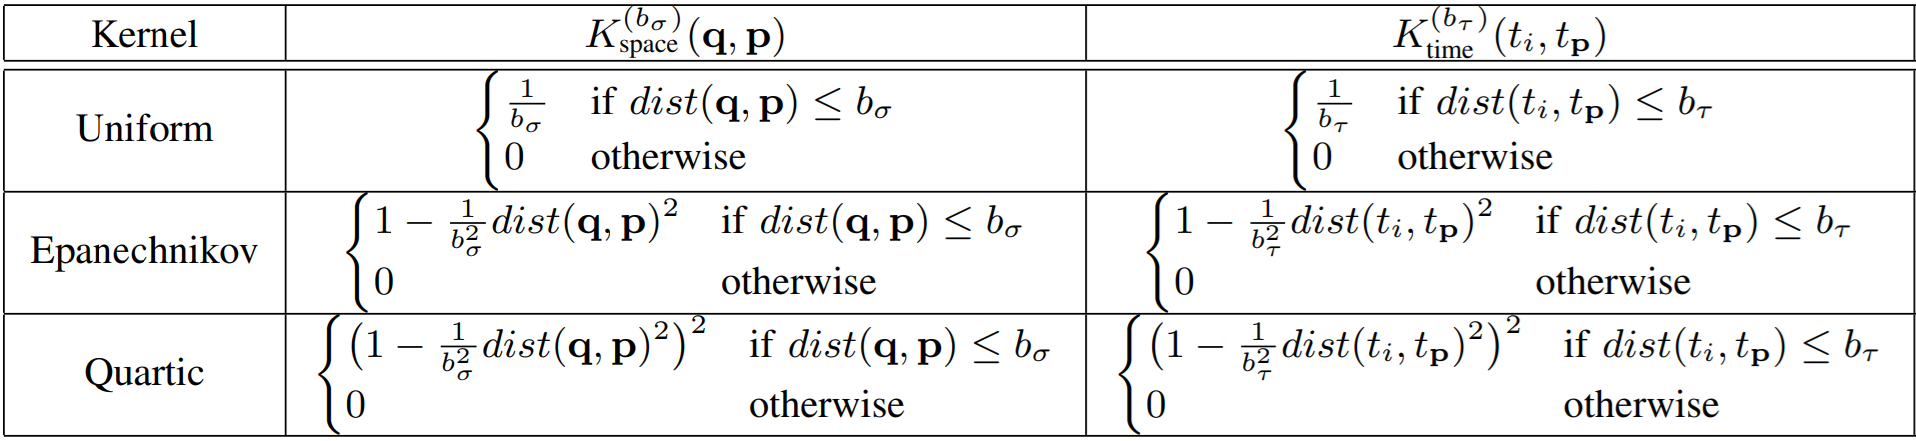 Kernel K_space^(b_σ)(q, p) K_time^(b_τ)(t_i, t_p)
Uniform { 1/b_σ if dist(q, p) ≤ b_σ { 1/b_τ if dist(t_i, t_p) ≤ b_τ
0 otherwise 0 otherwise
Epanechnikov { 1 − 1/b_σ^2 dist(q, p)^2 if dist(q, p) ≤ b_σ { 1 − 1/b_τ^2 dist(t_i, t_p)^2 if dist(t_i, t_p) ≤ b_τ
0 otherwise 0 otherwise
Quartic { (1 − 1/b_σ^2 dist(q, p)^2)^2 if dist(q, p) ≤ b_σ { (1 − 1/b_τ^2 dist(t_i, t_p)^2)^2 if dist(t_i, t_p) ≤ b_τ
0 otherwise 0 otherwise